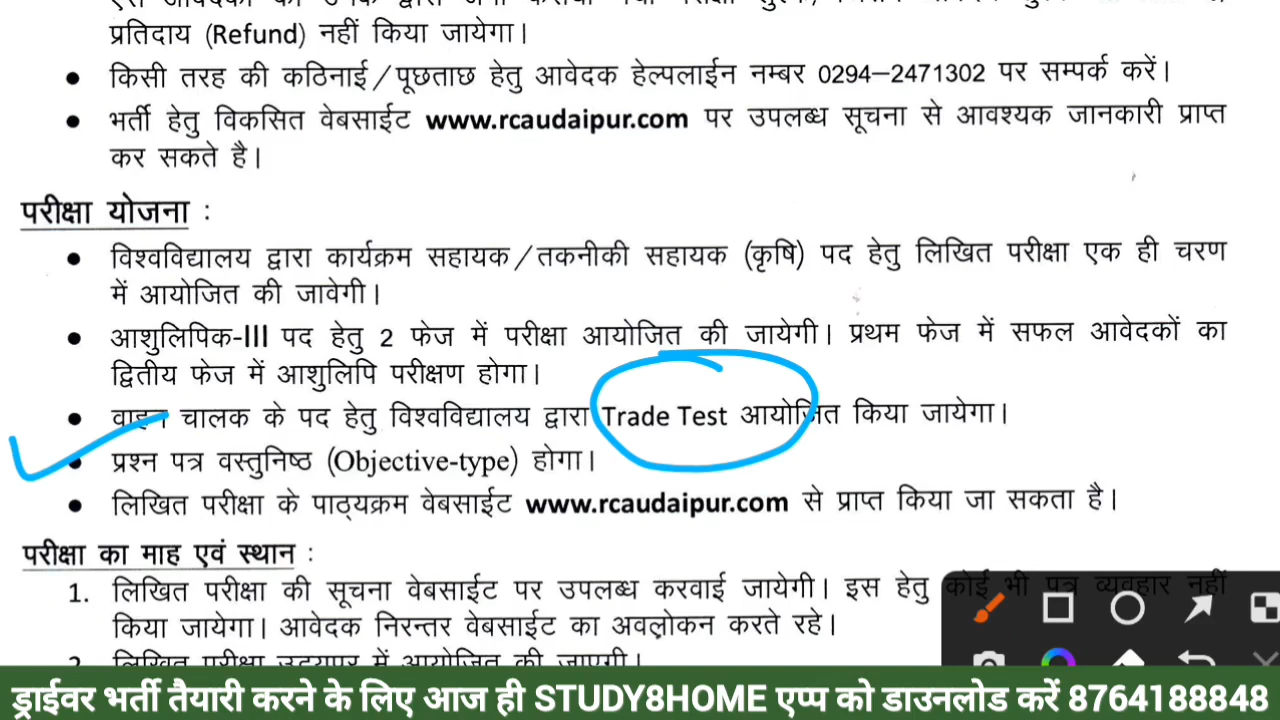 प्रतिदाय (Refund) नहीं किया जायेगा।
• किसी तरह की कठिनाई/पूछताछ हेतु आवेदक हेल्पलाईन नम्बर 0294–2471302 पर सम्पर्क करें।
• भर्ती हेतु विकसित वेबसाईट www.rcaudaipur.com पर उपलब्ध सूचना से आवश्यक जानकारी प्राप्त
कर सकते है।
परीक्षा योजना :
• विश्वविद्यालय द्वारा कार्यक्रम सहायक/तकनीकी सहायक (कृषि) पद हेतु लिखित परीक्षा एक ही चरण
में आयोजित की जावेगी।
• आशुलिपिक-III पद हेतु 2 फेज में परीक्षा आयोजित की जायेगी। प्रथम फेज में सफल आवेदकों का
द्वितीय फेज में आशुलिपि परीक्षण होगा।
• वाहन चालक के पद हेतु विश्वविद्यालय द्वारा Trade Test आयोजित किया जायेगा।
• प्रश्न पत्र वस्तुनिष्ठ (Objective-type) होगा।
• लिखित परीक्षा के पाठ्यक्रम वेबसाईट www.rcaudaipur.com से प्राप्त किया जा सकता है।
परीक्षा का माह एवं स्थान :
1. लिखित परीक्षा की सूचना वेबसाईट पर उपलब्ध करवाई जायेगी। इस हेतु कोई भी पत्र व्यवहार नहीं
किया जायेगा। आवेदक निरन्तर वेबसाईट का अवलोकन करते रहे।
2. लिखित परीक्षा उदयपुर में आयोजित की जाएगी।
ड्राईवर भर्ती तैयारी करने के लिए आज ही STUDY8HOME एप्प को डाउनलोड करें 8764188848